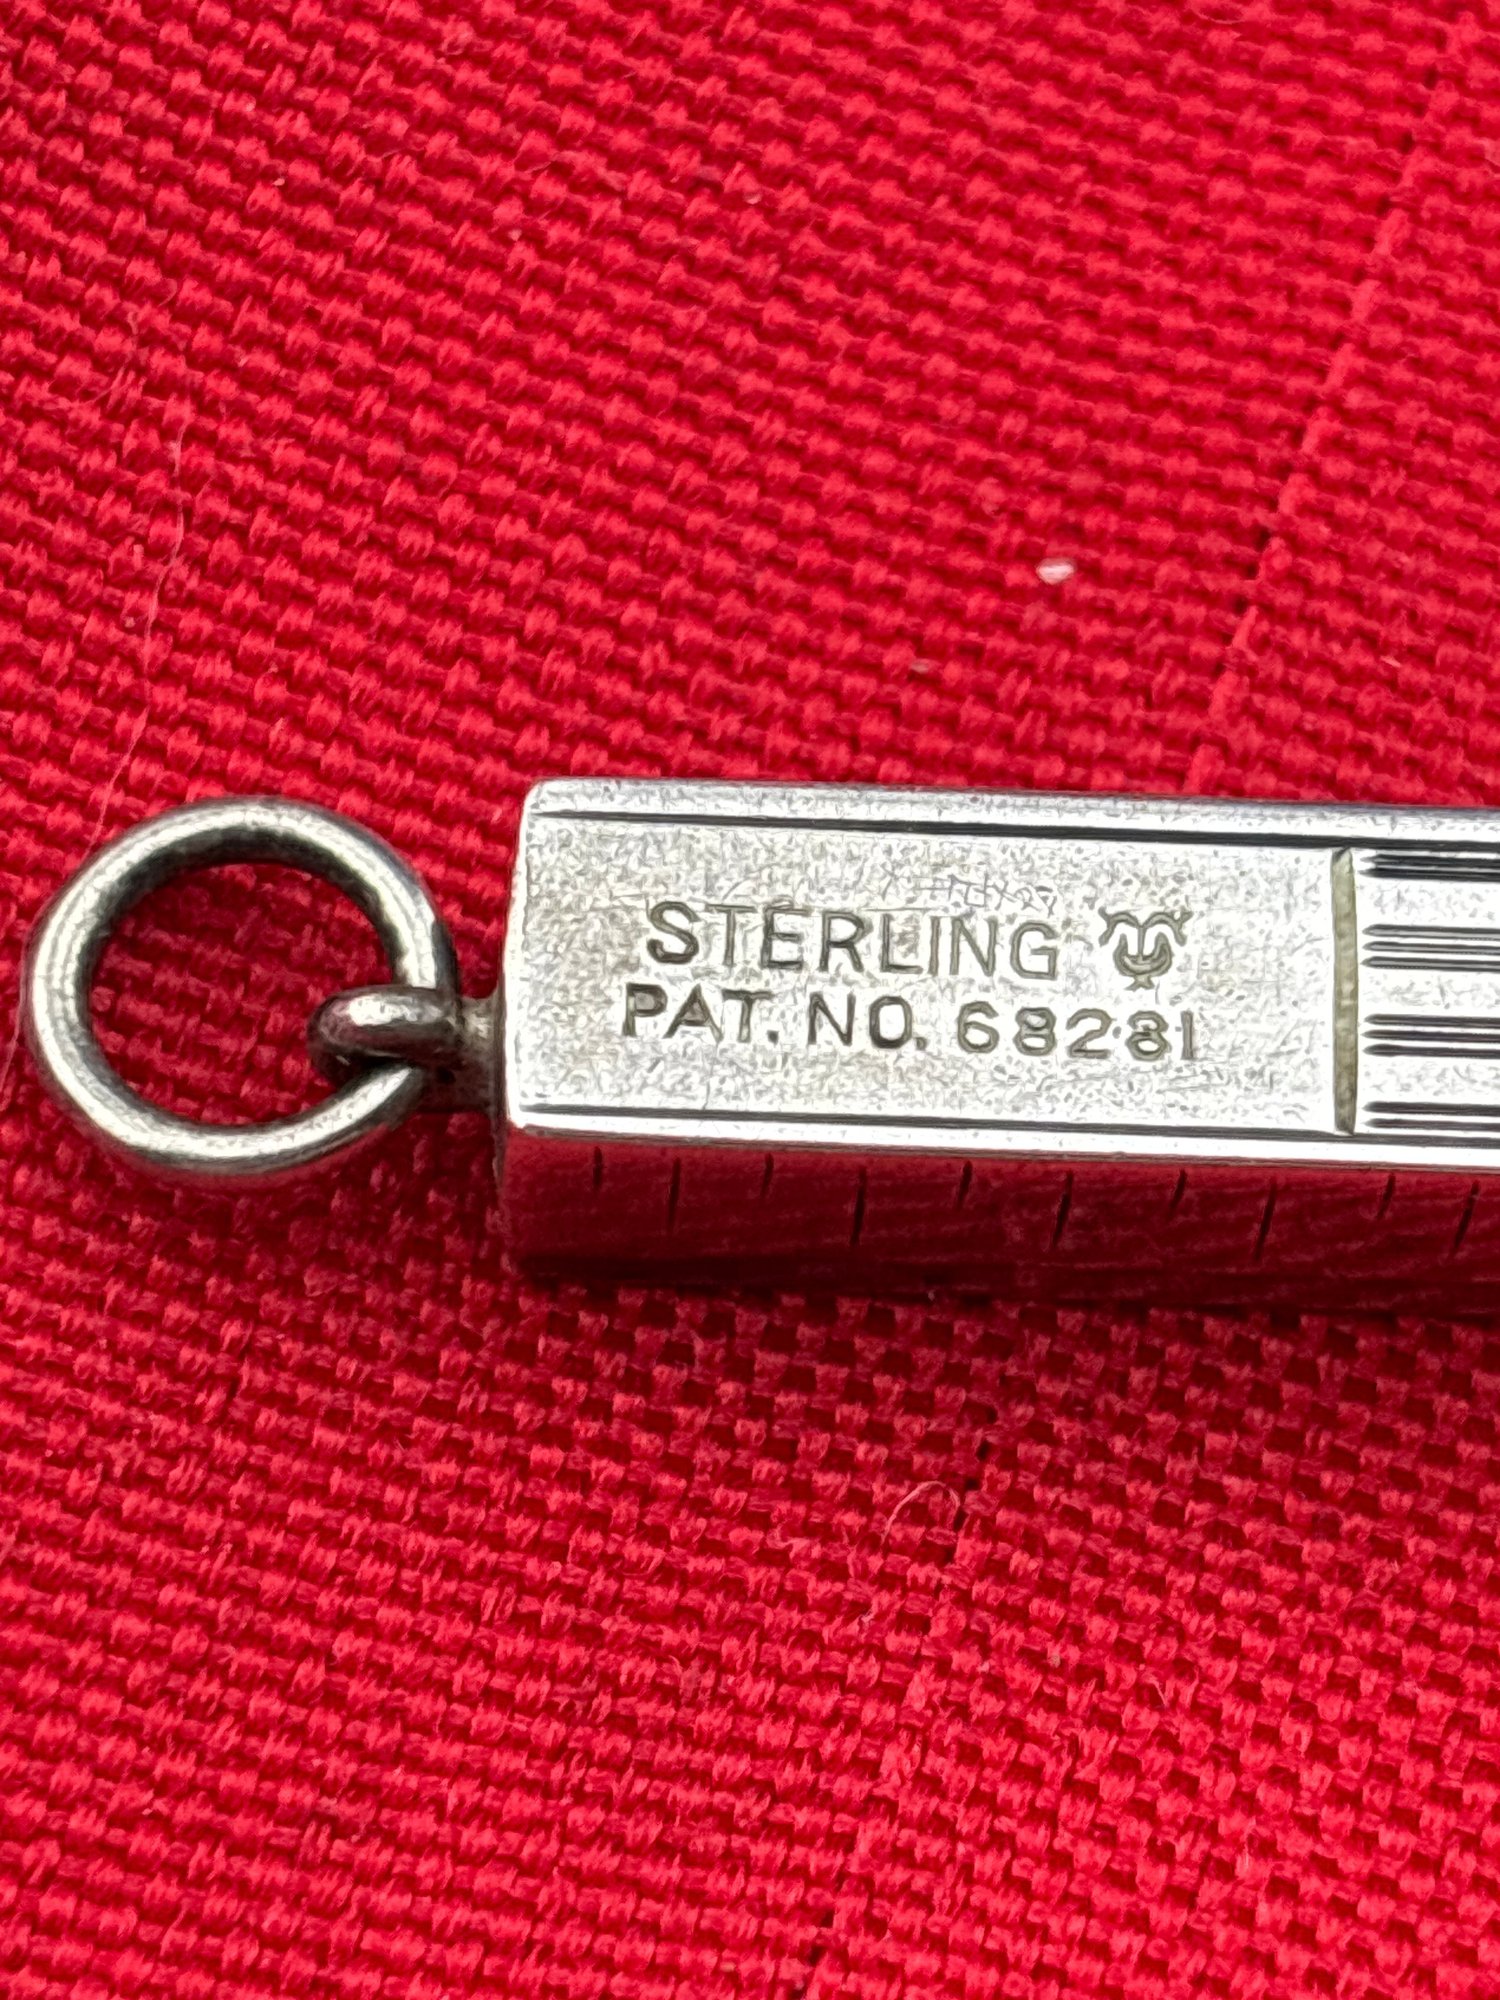 STERLING
PAT. NO. 68281